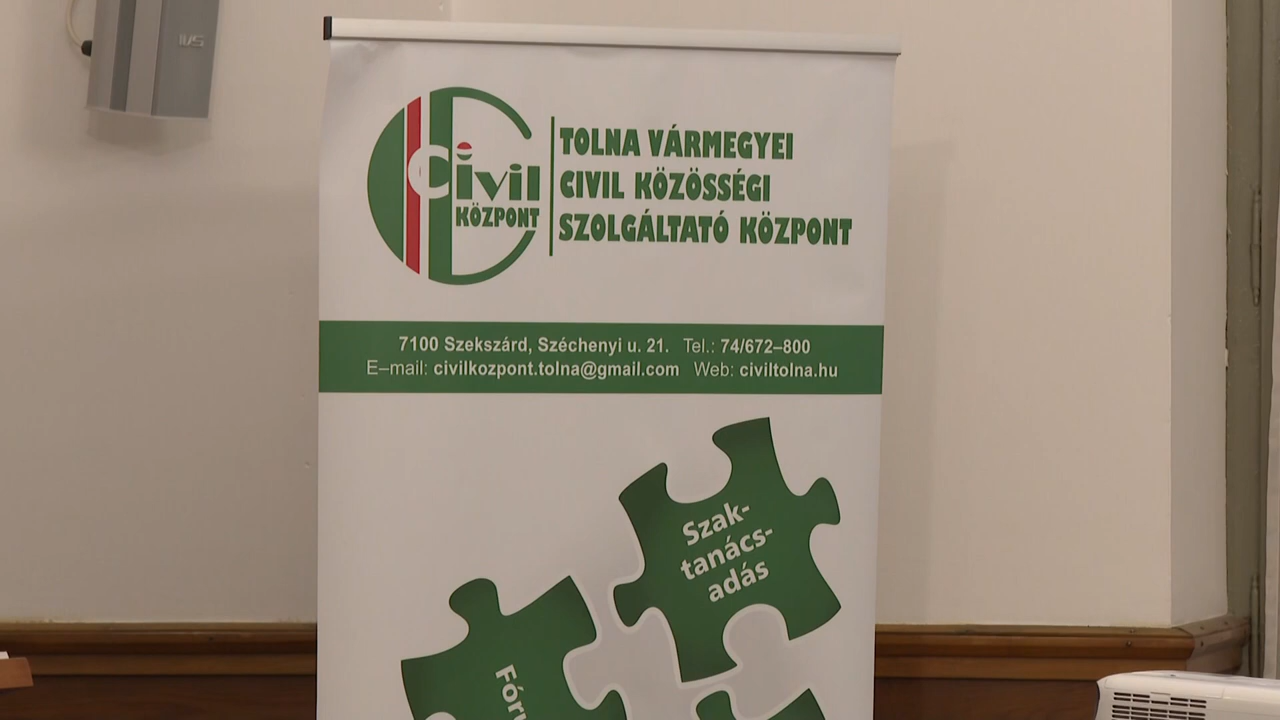 Civil
KÖZPONT
TOLNA VÁRMEGYEI
CIVIL KÖZÖSSÉGI
SZOLGÁLTATÓ KÖZPONT
7100 Szekszárd, Széchenyi u. 21. Tel.: 74/672–800
E–mail: civilkozpont.tolna@gmail.com Web: civiltolna.hu
Szak-
tanács-
adás